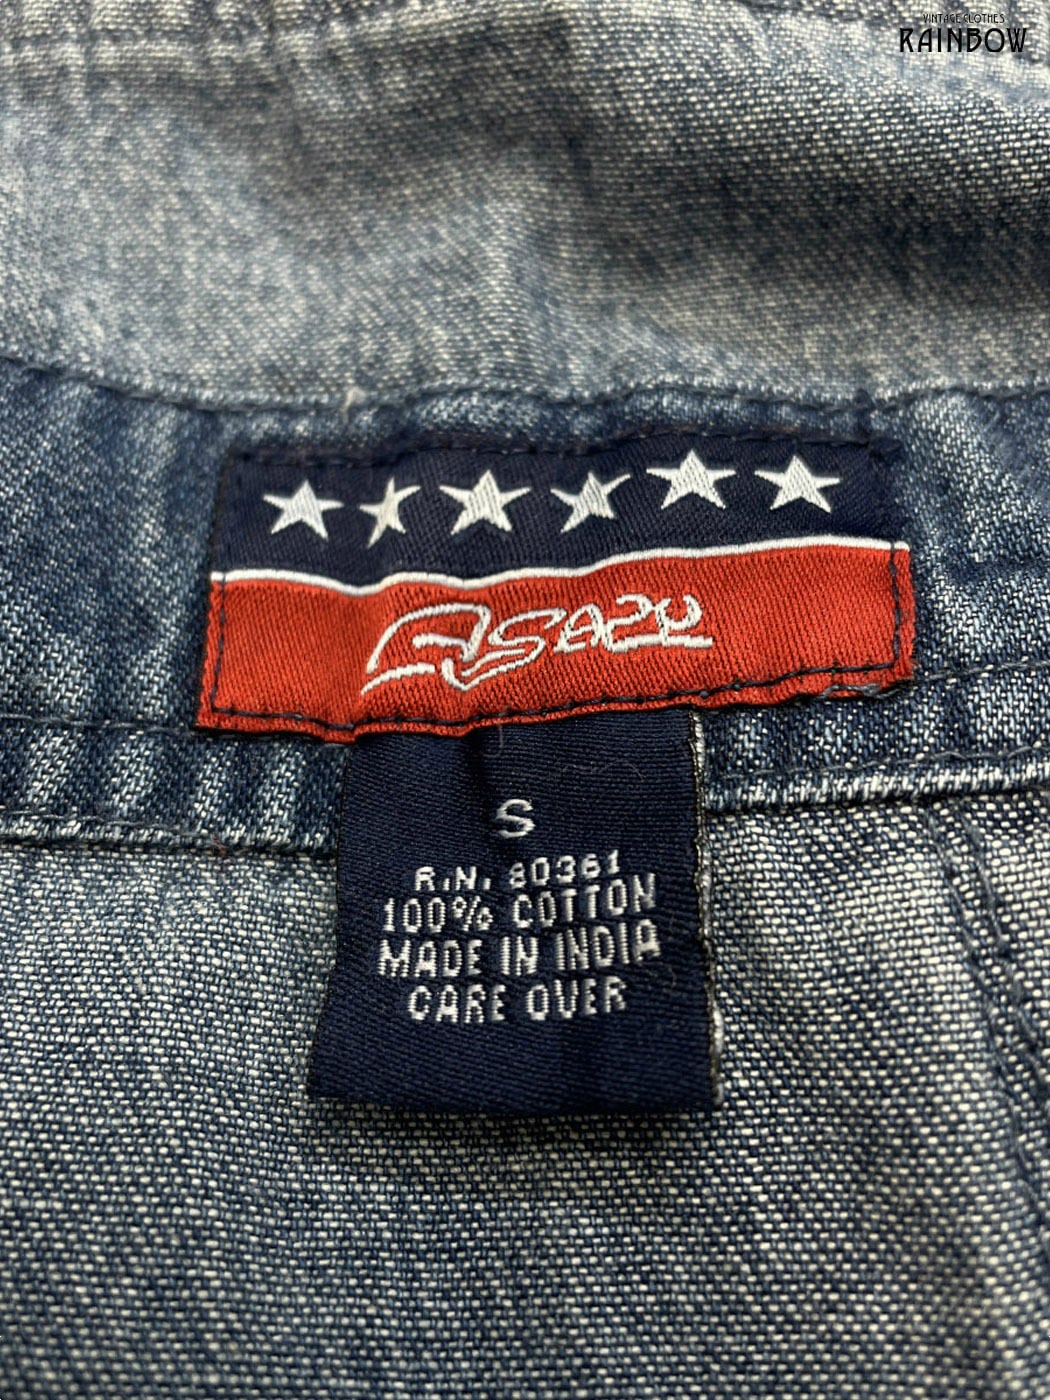 VINTAGE CLOTHES
RAINBOW
S
R.N. 80361
100% COTTON
MADE IN INDIA
CARE OVER